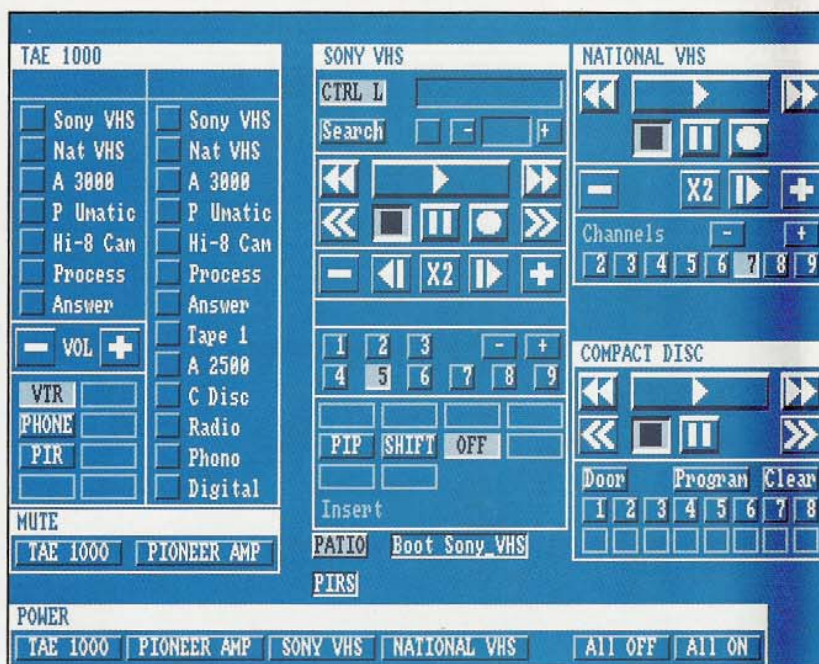 TAE 1000
Sony VHS
Nat VHS
A 3000
P Umatic
Hi-8 Cam
Process
Answer
Sony VHS
Nat VHS
A 3000
P Umatic
Hi-8 Cam
Process
Answer
Tape 1
A 2500
C Disc
Radio
Phono
Digital
- VOL +
VTR
PHONE
PIR
MUTE
TAE 1000 PIONEER AMP
SONY VHS
CTRL L
Search - +
- X2 +
1 2 3 - +
4 5 6 7 8 9
PIP SHIFT OFF
Insert
PATIO Boot Sony_VHS
PIRS
NATIONAL VHS
- X2 +
Channels - +
2 3 4 5 6 7 8 9
COMPACT DISC
Door Program Clear
1 2 3 4 5 6 7 8
POWER
TAE 1000 PIONEER AMP SONY VHS NATIONAL VHS All OFF All ON